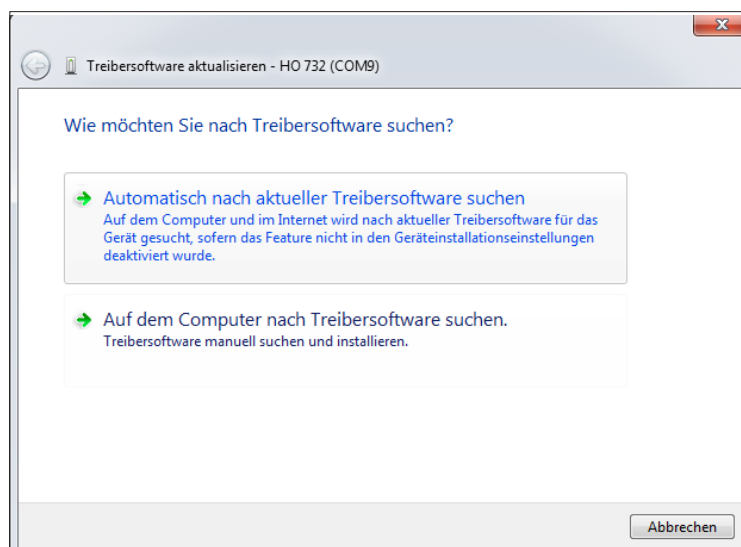 Treibersoftware aktualisieren - HO 732 (COM9)
Wie möchten Sie nach Treibersoftware suchen?
Automatisch nach aktueller Treibersoftware suchen
Auf dem Computer und im Internet wird nach aktueller Treibersoftware für das
Gerät gesucht, sofern das Feature nicht in den Geräteinstallationseinstellungen
deaktiviert wurde.
Auf dem Computer nach Treibersoftware suchen.
Treibersoftware manuell suchen und installieren.
Abbrechen